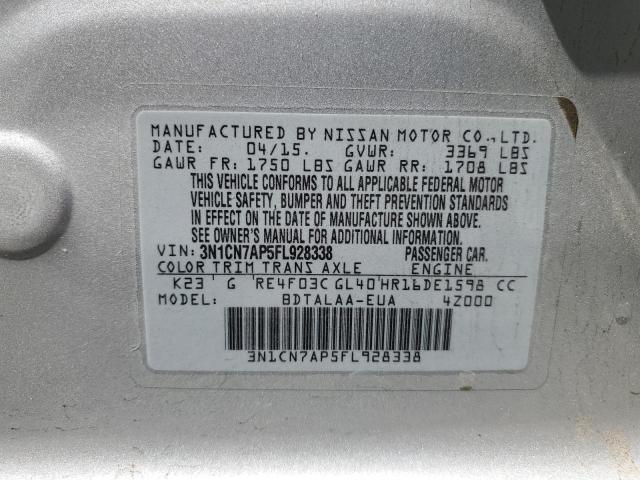 MANUFACTURED BY NISSAN MOTOR CO.,LTD.
DATE: 04/15. GVWR: 3369 LBS
GAWR FR: 1750 LBS GAWR RR: 1708 LBS
THIS VEHICLE CONFORMS TO ALL APPLICABLE FEDERAL MOTOR
VEHICLE SAFETY, BUMPER AND THEFT PREVENTION STANDARDS
IN EFFECT ON THE DATE OF MANUFACTURE SHOWN ABOVE.
SEE OWNER'S MANUAL FOR ADDITIONAL INFORMATION
VIN: 3N1CN7AP5FL928338 PASSENGER CAR.
COLOR TRIM TRANS AXLE ENGINE
K23 G RE4F03C GL40 HR16DE1598 CC
MODEL: BDTALAA-EUA 4Z000
3N1CN7AP5FL928338